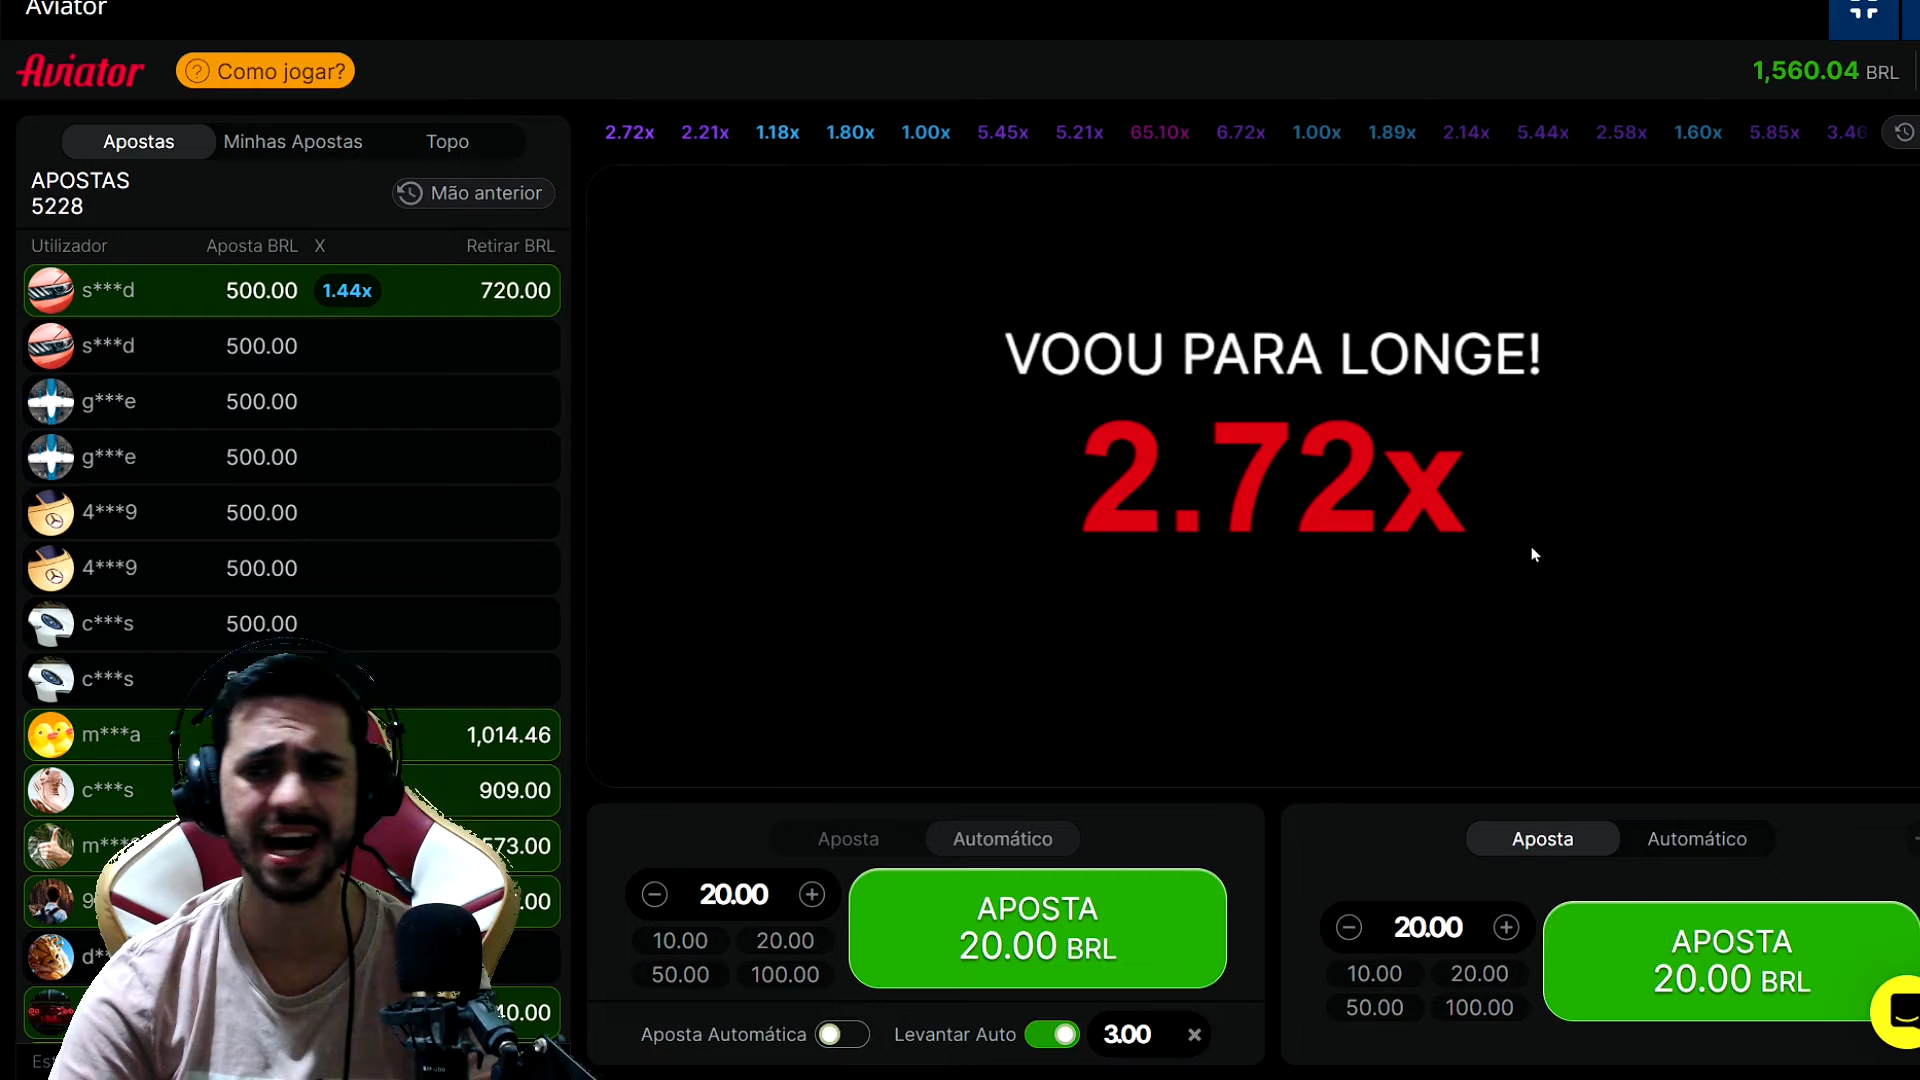 Aviator
Aviator
? Como jogar?
1,560.04 BRL
Apostas Minhas Apostas Topo
2.72x 2.21x 1.18x 1.80x 1.00x 5.45x 5.21x 65.10x 6.72x 1.00x 1.89x 2.14x 5.44x 2.58x 1.60x 5.85x 3.46
APOSTAS
5228
Mão anterior
Utilizador Aposta BRL X Retirar BRL
s***d 500.00 1.44x 720.00
s***d 500.00
g***e 500.00
g***e 500.00
4***9 500.00
4***9 500.00
c***s 500.00
c***s
m***a 1,014.46
c***s 909.00
VOOU PARA LONGE!
2.72x
Aposta Automático
20.00
10.00 20.00
50.00 100.00
APOSTA
20.00 BRL
Aposta Automática Levantar Auto 3.00
Aposta Automático
20.00
10.00 20.00
50.00 100.00
APOSTA
20.00 BRL